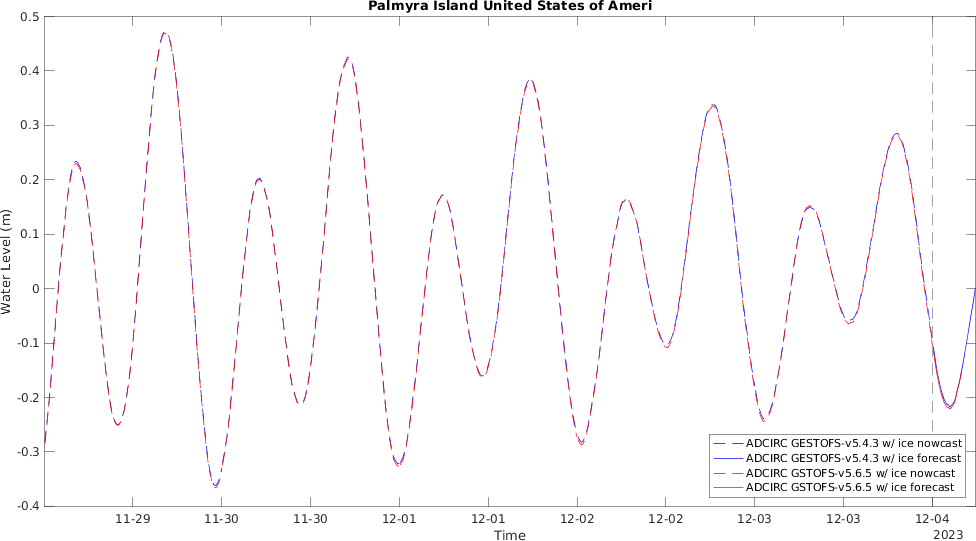 Palmyra Island United States of Ameri
0.5
0.4
0.3
0.2
0.1
0
-0.1
-0.2
-0.3
-0.4
Water Level (m)
ADCIRC GESTOFS-v5.4.3 w/ ice nowcast
ADCIRC GESTOFS-v5.4.3 w/ ice forecast
ADCIRC GSTOFS-v5.6.5 w/ ice nowcast
ADCIRC GSTOFS-v5.6.5 w/ ice forecast
11-29 11-30 11-30 12-01 12-01 12-02 12-02 12-03 12-03 12-04
Time 2023